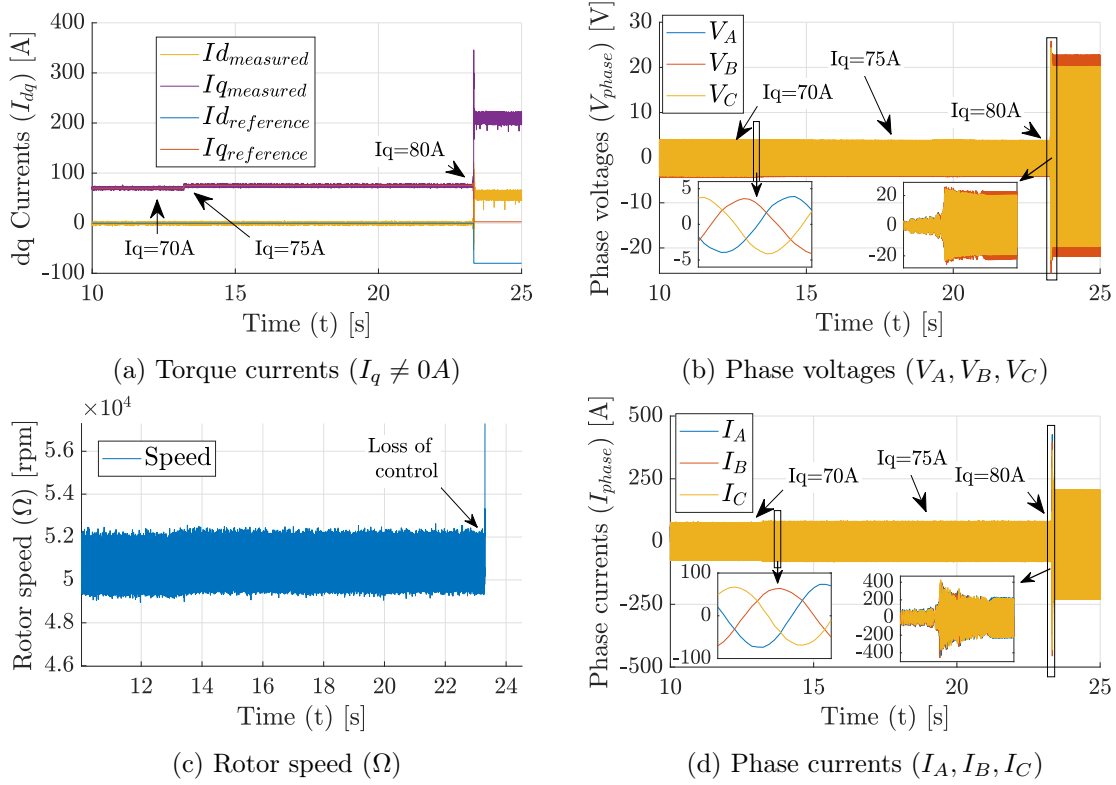 400
300
200
100
0
-100
dq Currents (I_dq) [A]
Id_measured
Iq_measured
Id_reference
Iq_reference
Iq=80A
Iq=70A
Iq=75A
10 15 20 25
Time (t) [s]
(a) Torque currents (I_q ≠ 0A)
30
20
10
0
-10
-20
Phase voltages (V_phase) [V]
V_A
V_B
V_C
Iq=75A
Iq=70A
Iq=80A
5
0
-5
20
0
-20
10 15 20 25
Time (t) [s]
(b) Phase voltages (V_A, V_B, V_C)
×10⁴
5.6
5.4
5.2
5
4.8
4.6
Rotor speed (Ω) [rpm]
Speed
Loss of
control
12 14 16 18 20 22 24
Time (t) [s]
(c) Rotor speed (Ω)
500
250
0
-250
-500
Phase currents (I_phase) [A]
I_A
I_B
I_C
Iq=75A
Iq=70A
Iq=80A
100
0
-100
400
200
0
-200
-400
10 15 20 25
Time (t) [s]
(d) Phase currents (I_A, I_B, I_C)